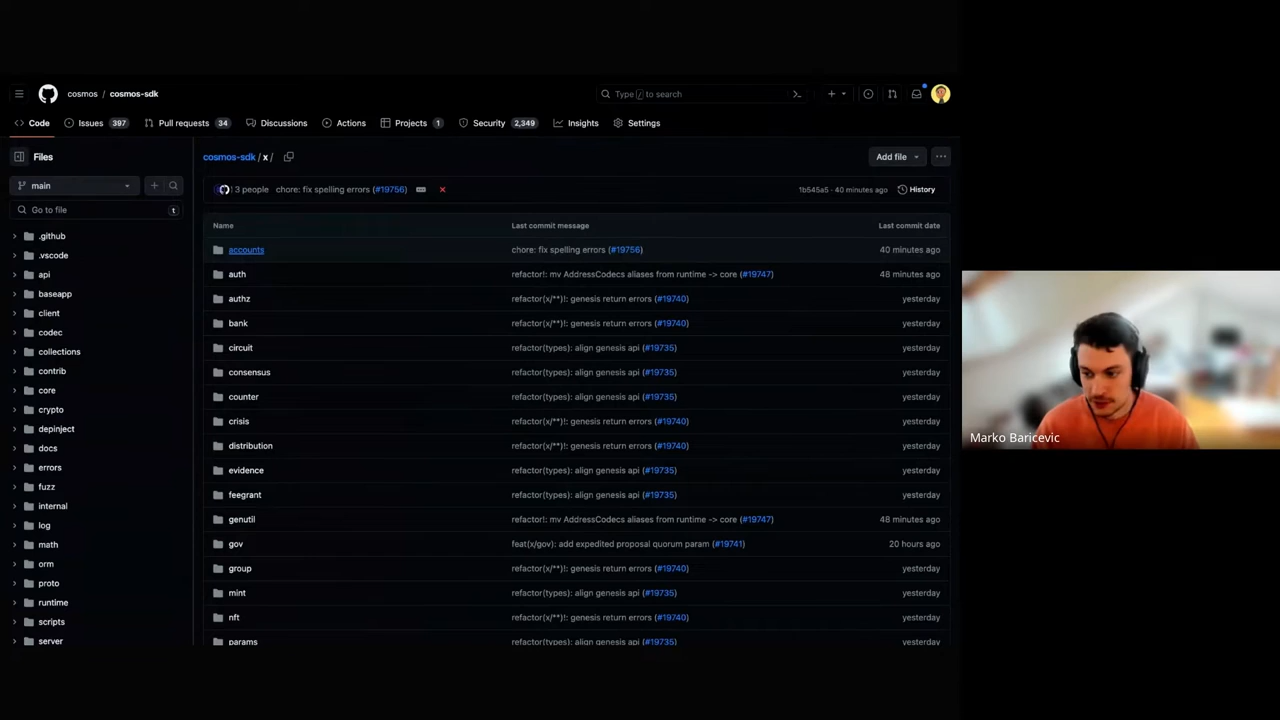 cosmos / cosmos-sdk
Type / to search
Code
Issues 397
Pull requests 34
Discussions
Actions
Projects 1
Security 2,349
Insights
Settings
Files
cosmos-sdk / x /
Add file
main
3 people chore: fix spelling errors (#19756)
1b545a5 · 40 minutes ago
History
Go to file t
Name Last commit message Last commit date
.github
.vscode
api
baseapp
client
codec
collections
contrib
core
crypto
depinject
docs
errors
fuzz
internal
log
math
orm
proto
runtime
scripts
server
accounts chore: fix spelling errors (#19756) 40 minutes ago
auth refactor!: mv AddressCodecs aliases from runtime -> core (#19747) 48 minutes ago
authz refactor(x/**)!: genesis return errors (#19740) yesterday
bank refactor(x/**)!: genesis return errors (#19740) yesterday
circuit refactor(types): align genesis api (#19735) yesterday
consensus refactor(types): align genesis api (#19735) yesterday
counter refactor(types): align genesis api (#19735) yesterday
crisis refactor(x/**)!: genesis return errors (#19740) yesterday
distribution refactor(x/**)!: genesis return errors (#19740) yesterday
evidence refactor(types): align genesis api (#19735) yesterday
feegrant refactor(types): align genesis api (#19735) yesterday
genutil refactor!: mv AddressCodecs aliases from runtime -> core (#19747) 48 minutes ago
gov feat(x/gov): add expedited proposal quorum param (#19741) 20 hours ago
group refactor(x/**)!: genesis return errors (#19740) yesterday
mint refactor(types): align genesis api (#19735) yesterday
nft refactor(x/**)!: genesis return errors (#19740) yesterday
params refactor(types): align genesis api (#19735) yesterday
Marko Baricevic